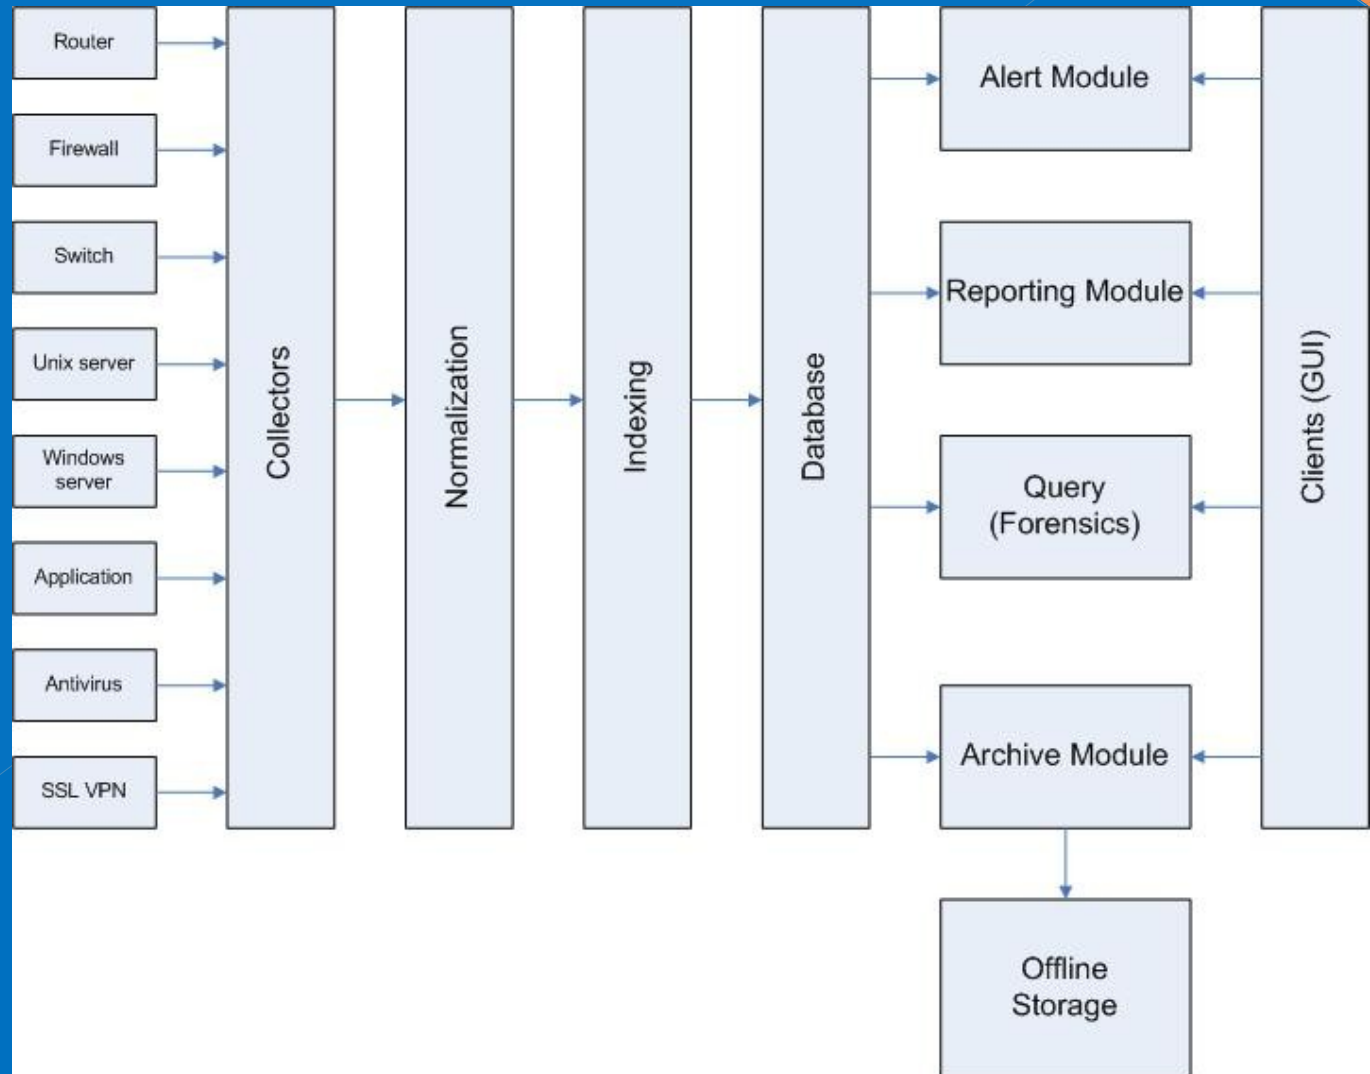 Router
Firewall
Switch
Unix server
Windows
server
Application
Antivirus
SSL VPN
Collectors
Normalization
Indexing
Database
Alert Module
Reporting Module
Query
(Forensics)
Archive Module
Offline
Storage
Clients (GUI)